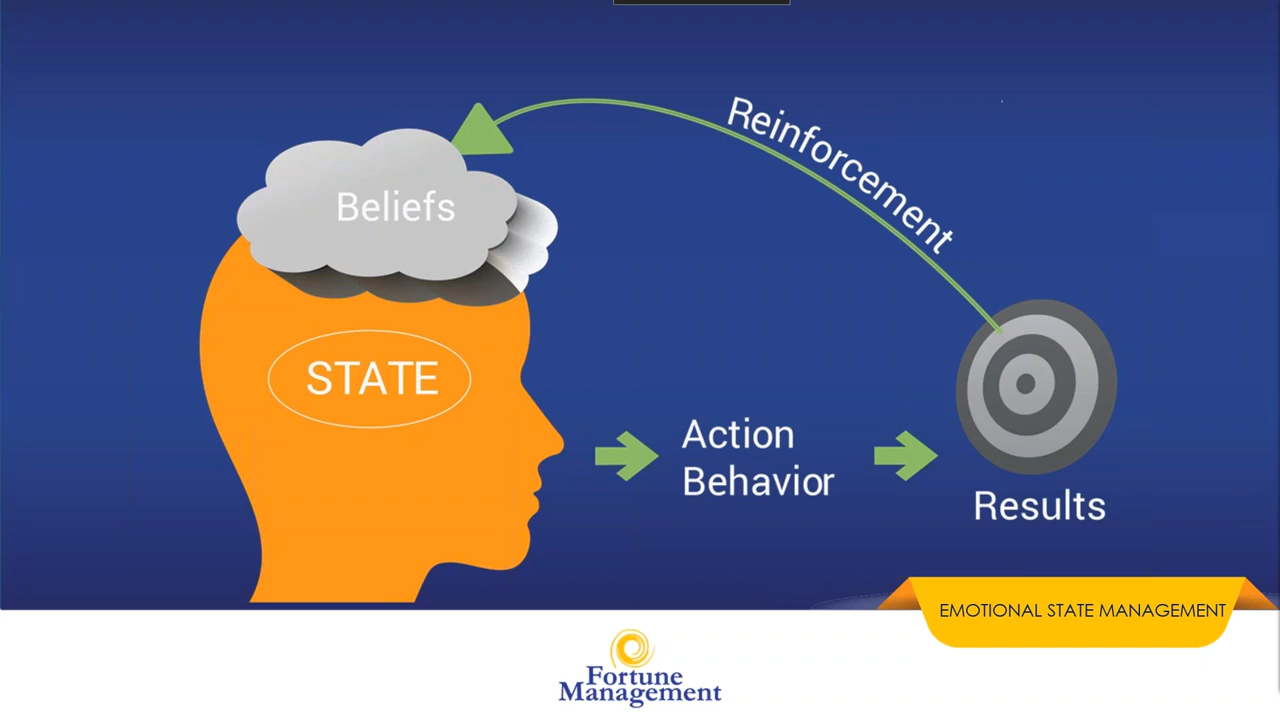 Reinforcement
Beliefs
STATE
Action
Behavior
Results
EMOTIONAL STATE MANAGEMENT
Fortune
Management